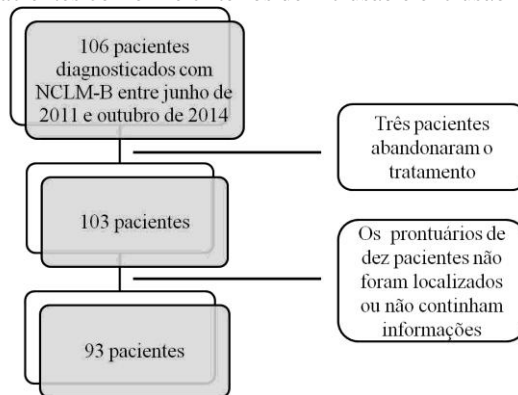 106 pacientes
diagnosticados com
NCLM-B entre junho de
2011 e outubro de 2014
Três pacientes
abandonaram o
tratamento
103 pacientes
Os prontuários de
dez pacientes não
foram localizados
ou não continham
informações
93 pacientes